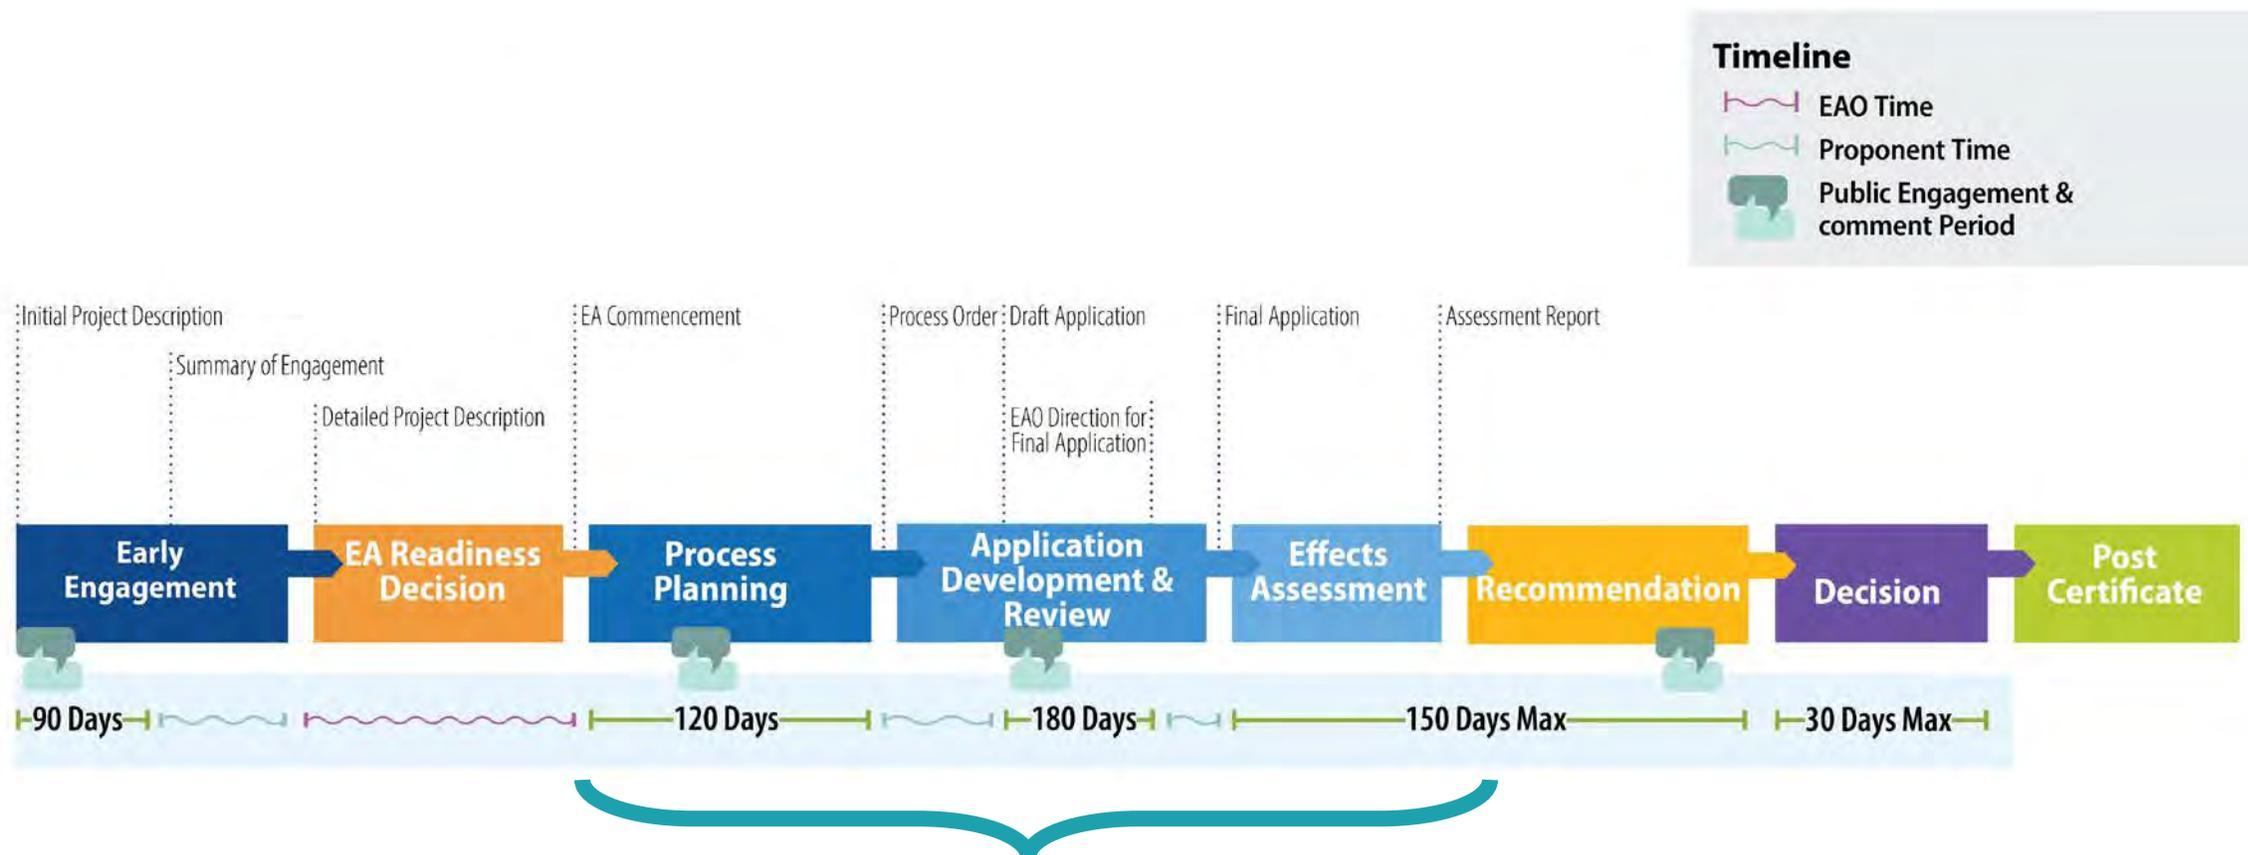 Timeline
EAO Time
Proponent Time
Public Engagement &
comment Period
Initial Project Description
EA Commencement
Process Order
Draft Application
Final Application
Assessment Report
Summary of Engagement
Detailed Project Description
EAO Direction for
Final Application
Early
Engagement
EA Readiness
Decision
Process
Planning
Application
Development &
Review
Effects
Assessment
Recommendation
Decision
Post
Certificate
90 Days
120 Days
180 Days
150 Days Max
30 Days Max